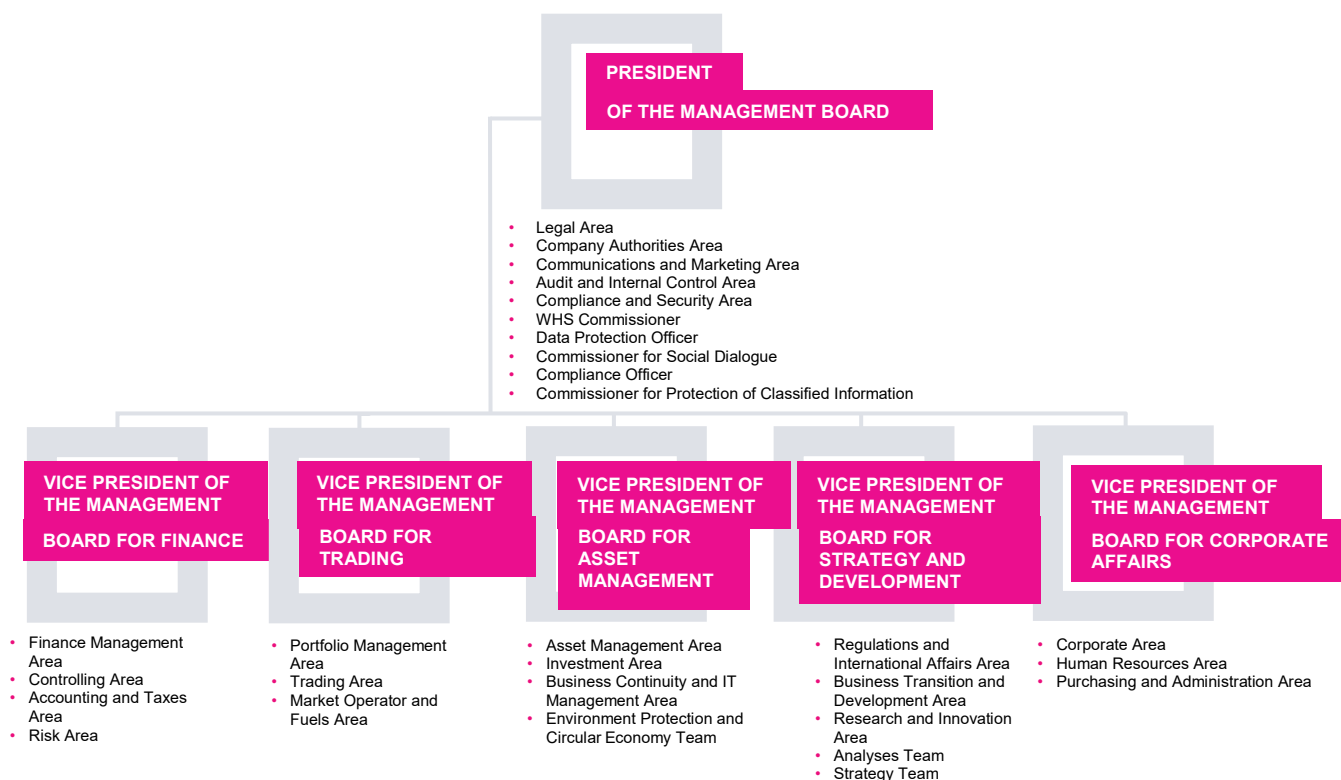 PRESIDENT
OF THE MANAGEMENT BOARD
• Legal Area
• Company Authorities Area
• Communications and Marketing Area
• Audit and Internal Control Area
• Compliance and Security Area
• WHS Commissioner
• Data Protection Officer
• Commissioner for Social Dialogue
• Compliance Officer
• Commissioner for Protection of Classified Information
VICE PRESIDENT OF
THE MANAGEMENT
BOARD FOR FINANCE
• Finance Management
Area
• Controlling Area
• Accounting and Taxes
Area
• Risk Area
VICE PRESIDENT OF
THE MANAGEMENT
BOARD FOR
TRADING
• Portfolio Management
Area
• Trading Area
• Market Operator and
Fuels Area
VICE PRESIDENT OF
THE MANAGEMENT
BOARD FOR
ASSET
MANAGEMENT
• Asset Management Area
• Investment Area
• Business Continuity and IT
Management Area
• Environment Protection and
Circular Economy Team
VICE PRESIDENT OF
THE MANAGEMENT
BOARD FOR
STRATEGY AND
DEVELOPMENT
• Regulations and
International Affairs Area
• Business Transition and
Development Area
• Research and Innovation
Area
• Analyses Team
• Strategy Team
VICE PRESIDENT OF
THE MANAGEMENT
BOARD FOR CORPORATE
AFFAIRS
• Corporate Area
• Human Resources Area
• Purchasing and Administration Area